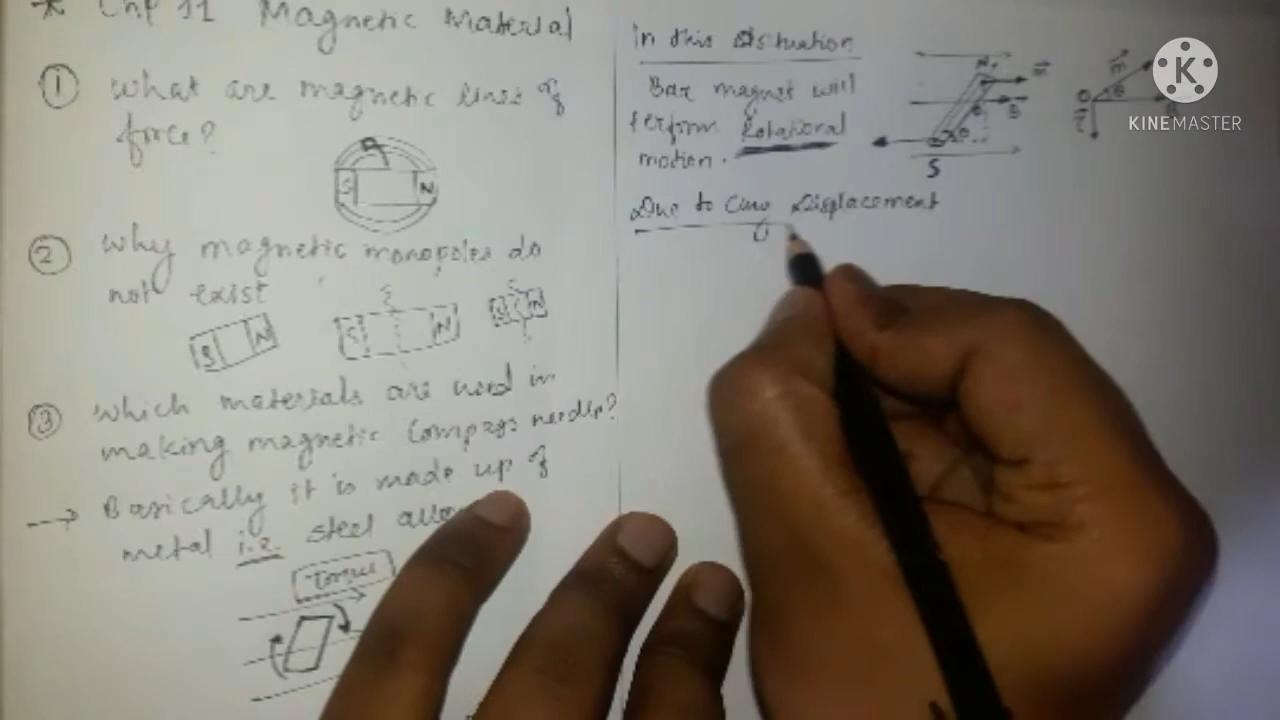 * Chp 11 Magnetic Material
① What are magnetic lines of
force?
S N
② Why magnetic monopoles do
not exist
S N S N S N
③ Which materials are used in
making magnetic Compass needle?
→ Basically it is made up of
metal i.e. steel alloy
Torque
In this Situation
Bar magnet will
Perform Rotational
motion.
Due to Displacement
N
S
B
m
θ
τ
K
KINEMASTER